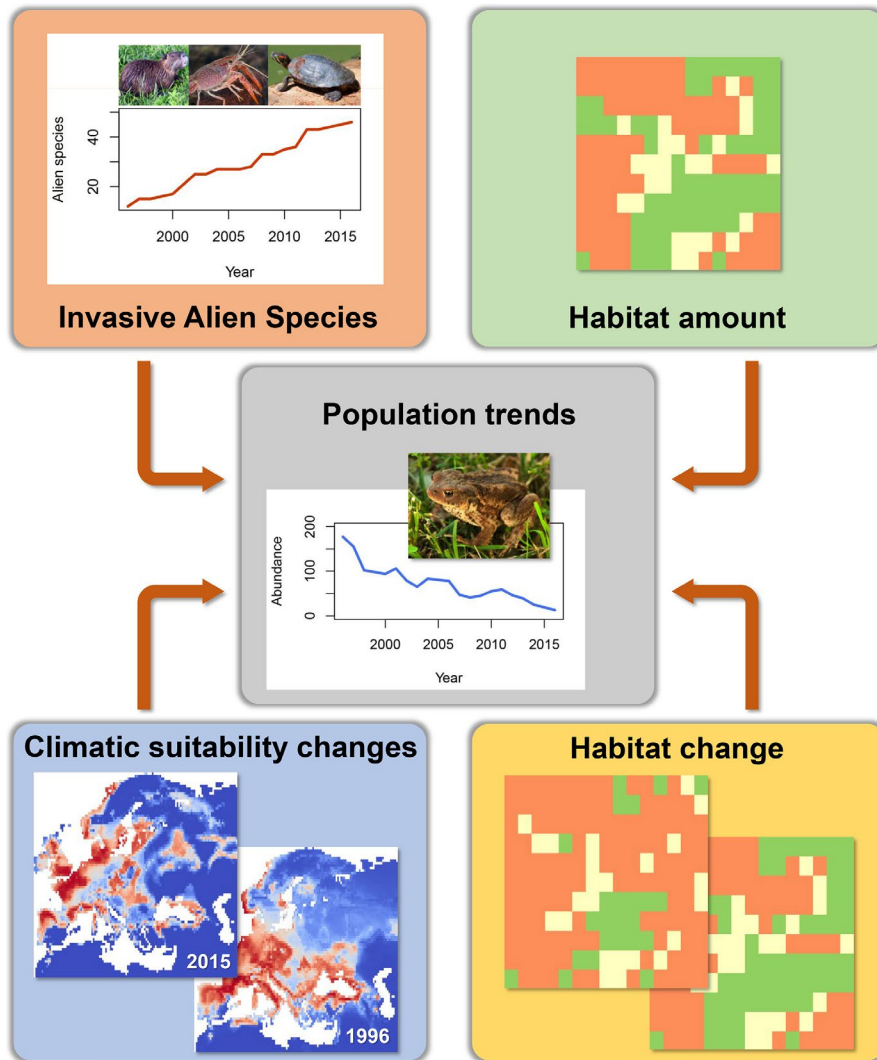 Alien species
40
20
2000 2005 2010 2015
Year
Invasive Alien Species
Habitat amount
Population trends
Abundance
200
100
0
2000 2005 2010 2015
Year
Climatic suitability changes
2015
1996
Habitat change